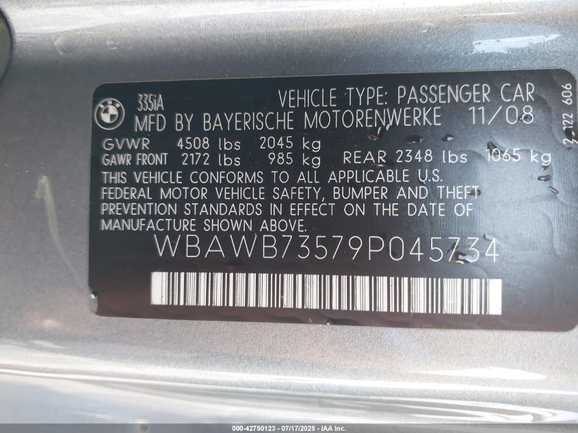 335iA VEHICLE TYPE: PASSENGER CAR
MFD BY BAYERISCHE MOTORENWERKE 11/08
GVWR 4508 lbs 2045 kg
GAWR FRONT 2172 lbs 985 kg REAR 2348 lbs 1065 kg
THIS VEHICLE CONFORMS TO ALL APPLICABLE U.S.
FEDERAL MOTOR VEHICLE SAFETY, BUMPER AND THEFT
PREVENTION STANDARDS IN EFFECT ON THE DATE OF
MANUFACTURE SHOWN ABOVE.
WBAWB73579P045734
122 606
000-42750123 - 07/17/2025 - IAA, Inc.